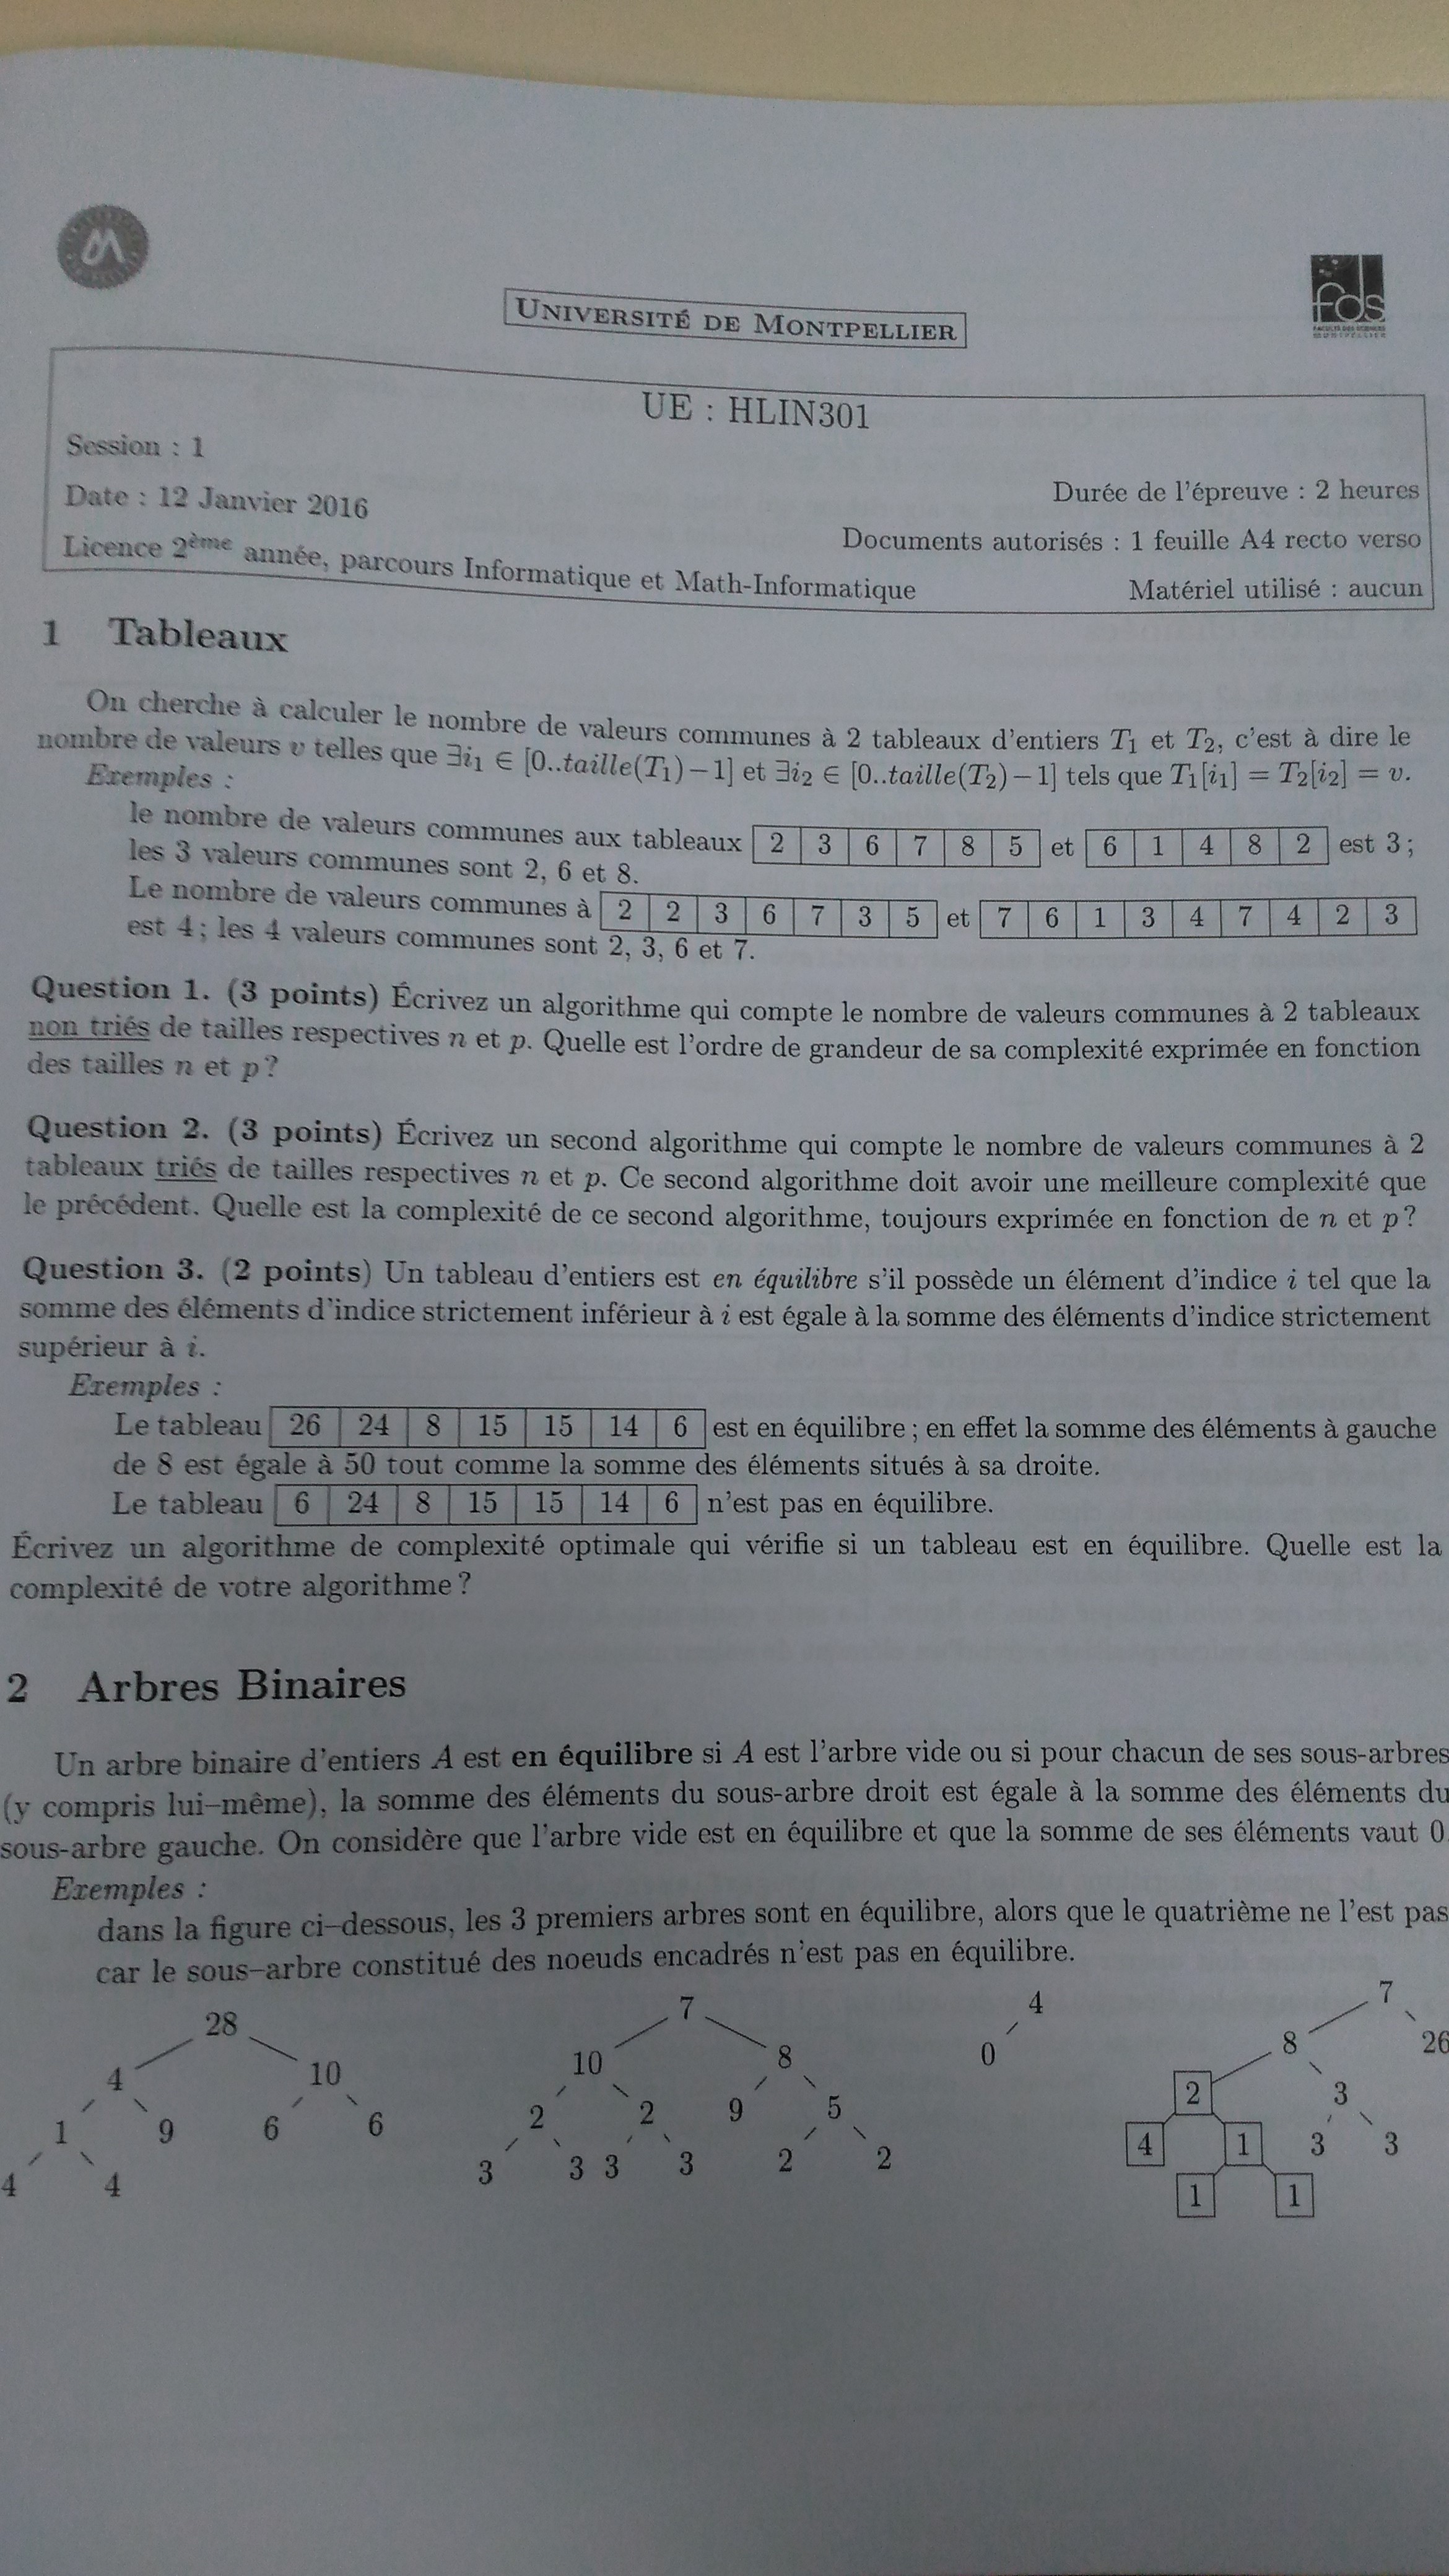 UNIVERSITÉ DE MONTPELLIER
fds
FACULTÉ DES SCIENCES
MONTPELLIER
UE : HLIN301
Session : 1
Date : 12 Janvier 2016
Durée de l'épreuve : 2 heures
Documents autorisés : 1 feuille A4 recto verso
Licence 2ème année, parcours Informatique et Math-Informatique
Matériel utilisé : aucun
1 Tableaux
On cherche à calculer le nombre de valeurs communes à 2 tableaux d'entiers T1 et T2, c'est à dire le
nombre de valeurs v telles que ∃i1 ∈ [0..taille(T1)−1] et ∃i2 ∈ [0..taille(T2)−1] tels que T1[i1] = T2[i2] = v.
Exemples :
le nombre de valeurs communes aux tableaux 2 3 6 7 8 5 et 6 1 4 8 2 est 3 ;
les 3 valeurs communes sont 2, 6 et 8.
Le nombre de valeurs communes à 2 2 3 6 7 3 5 et 7 6 1 3 4 7 4 2 3
est 4 ; les 4 valeurs communes sont 2, 3, 6 et 7.
Question 1. (3 points) Écrivez un algorithme qui compte le nombre de valeurs communes à 2 tableaux
non triés de tailles respectives n et p. Quelle est l'ordre de grandeur de sa complexité exprimée en fonction
des tailles n et p ?
Question 2. (3 points) Écrivez un second algorithme qui compte le nombre de valeurs communes à 2
tableaux triés de tailles respectives n et p. Ce second algorithme doit avoir une meilleure complexité que
le précédent. Quelle est la complexité de ce second algorithme, toujours exprimée en fonction de n et p ?
Question 3. (2 points) Un tableau d'entiers est en équilibre s'il possède un élément d'indice i tel que la
somme des éléments d'indice strictement inférieur à i est égale à la somme des éléments d'indice strictement
supérieur à i.
Exemples :
Le tableau 26 24 8 15 15 14 6 est en équilibre ; en effet la somme des éléments à gauche
de 8 est égale à 50 tout comme la somme des éléments situés à sa droite.
Le tableau 6 24 8 15 15 14 6 n'est pas en équilibre.
Écrivez un algorithme de complexité optimale qui vérifie si un tableau est en équilibre. Quelle est la
complexité de votre algorithme ?
2 Arbres Binaires
Un arbre binaire d'entiers A est en équilibre si A est l'arbre vide ou si pour chacun de ses sous-arbres
(y compris lui–même), la somme des éléments du sous-arbre droit est égale à la somme des éléments du
sous-arbre gauche. On considère que l'arbre vide est en équilibre et que la somme de ses éléments vaut 0.
Exemples :
dans la figure ci–dessous, les 3 premiers arbres sont en équilibre, alors que le quatrième ne l'est pas
car le sous–arbre constitué des noeuds encadrés n'est pas en équilibre.
28
4 10
1 9 6 6
4 4
7
10 8
2 2 9 5
3 3 3 3 2 2
4
0
7
8 26
2 3
4 1 3 3
1 1